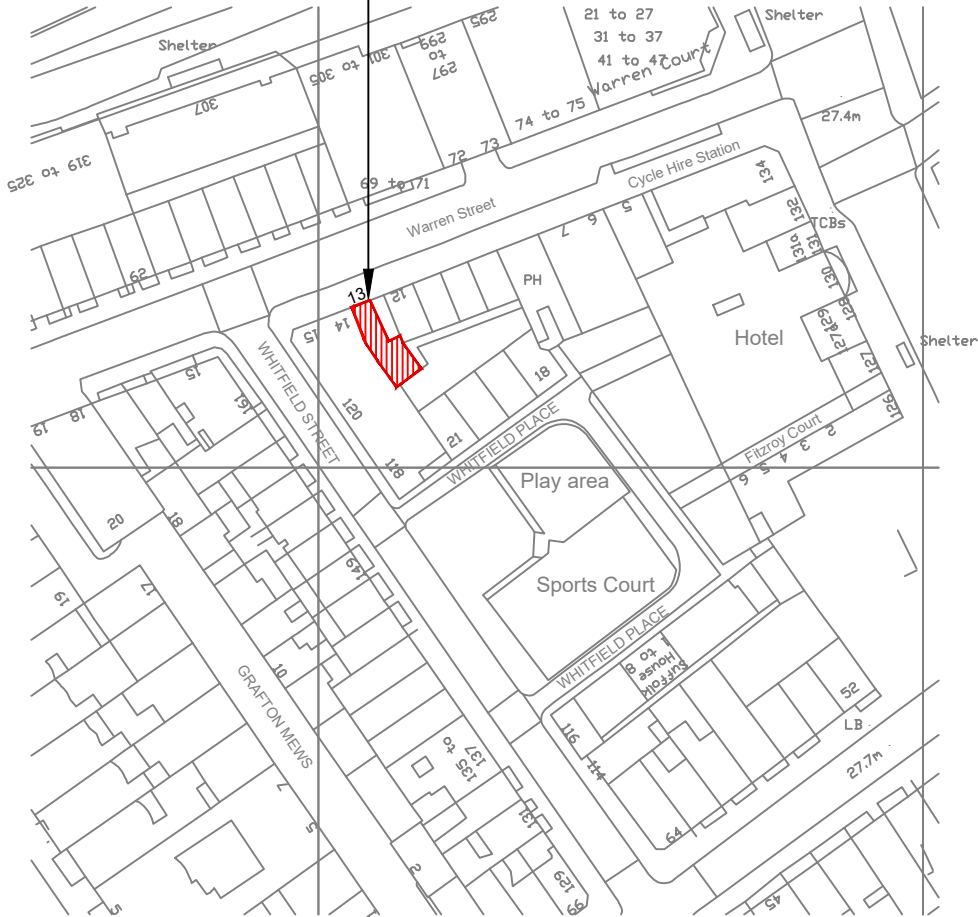 295
21 to 27
31 to 37
41 to 47
Warren Court
Shelter
Shelter
299
to
297
301 to 305
307
74 to 75
27.4m
319 to 325
72
73
69 to 71
Cycle Hire Station
134
132
Warren Street
5
6
7
TCBs
131
131a
62
PH
130
128
13
12
14
15
129
127a
Hotel
Shelter
127
126
WHITFIELD STREET
15
161
18
19
120
18
21
WHITFIELD PLACE
118
Fitzroy Court
2
3
4
5
6
Play area
20
18
149
Sports Court
17
19
WHITFIELD PLACE
1 to 8
House
Suffolk
10
GRAFTON MEWS
52
LB
116
114
27.7m
135 to
137
7
131
64
5
2
129
99
45
5